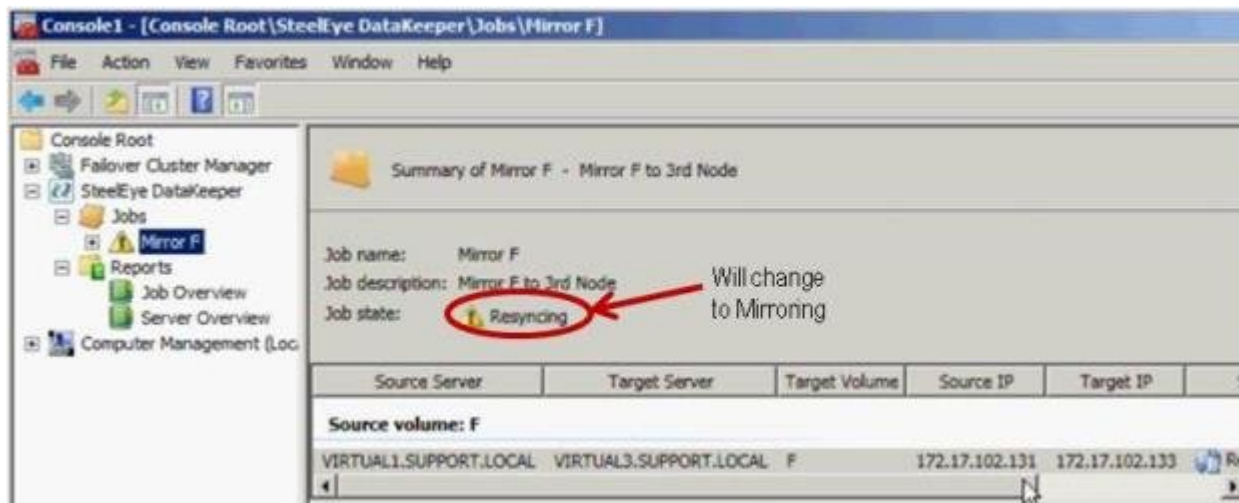 Console1 - [Console Root\SteelEye DataKeeper\Jobs\Mirror F]
File Action View Favorites Window Help
Console Root
Failover Cluster Manager
SteelEye DataKeeper
Jobs
Mirror F
Reports
Job Overview
Server Overview
Computer Management (Loc
Summary of Mirror F - Mirror F to 3rd Node
Job name: Mirror F
Job description: Mirror F to 3rd Node
Job state: Resyncing
Will change
to Mirroring
Source Server Target Server Target Volume Source IP Target IP
Source volume: F
VIRTUAL1.SUPPORT.LOCAL VIRTUAL3.SUPPORT.LOCAL F 172.17.102.131 172.17.102.133